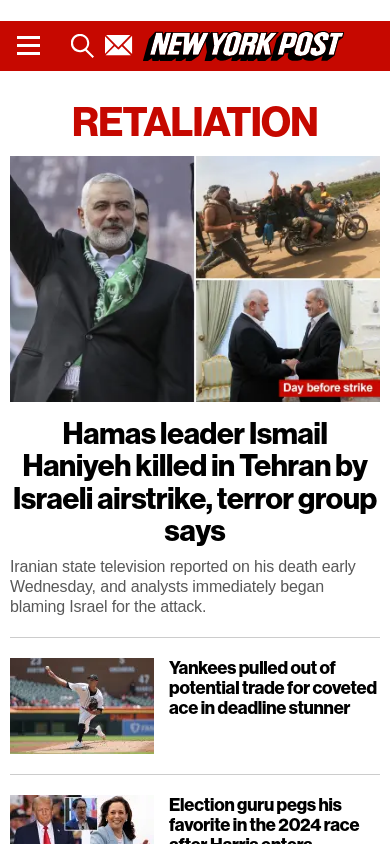 NEW YORK POST
RETALIATION
Day before strike
Hamas leader Ismail
Haniyeh killed in Tehran by
Israeli airstrike, terror group
says
Iranian state television reported on his death early
Wednesday, and analysts immediately began
blaming Israel for the attack.
Yankees pulled out of
potential trade for coveted
ace in deadline stunner
Election guru pegs his
favorite in the 2024 race
after Harris enters